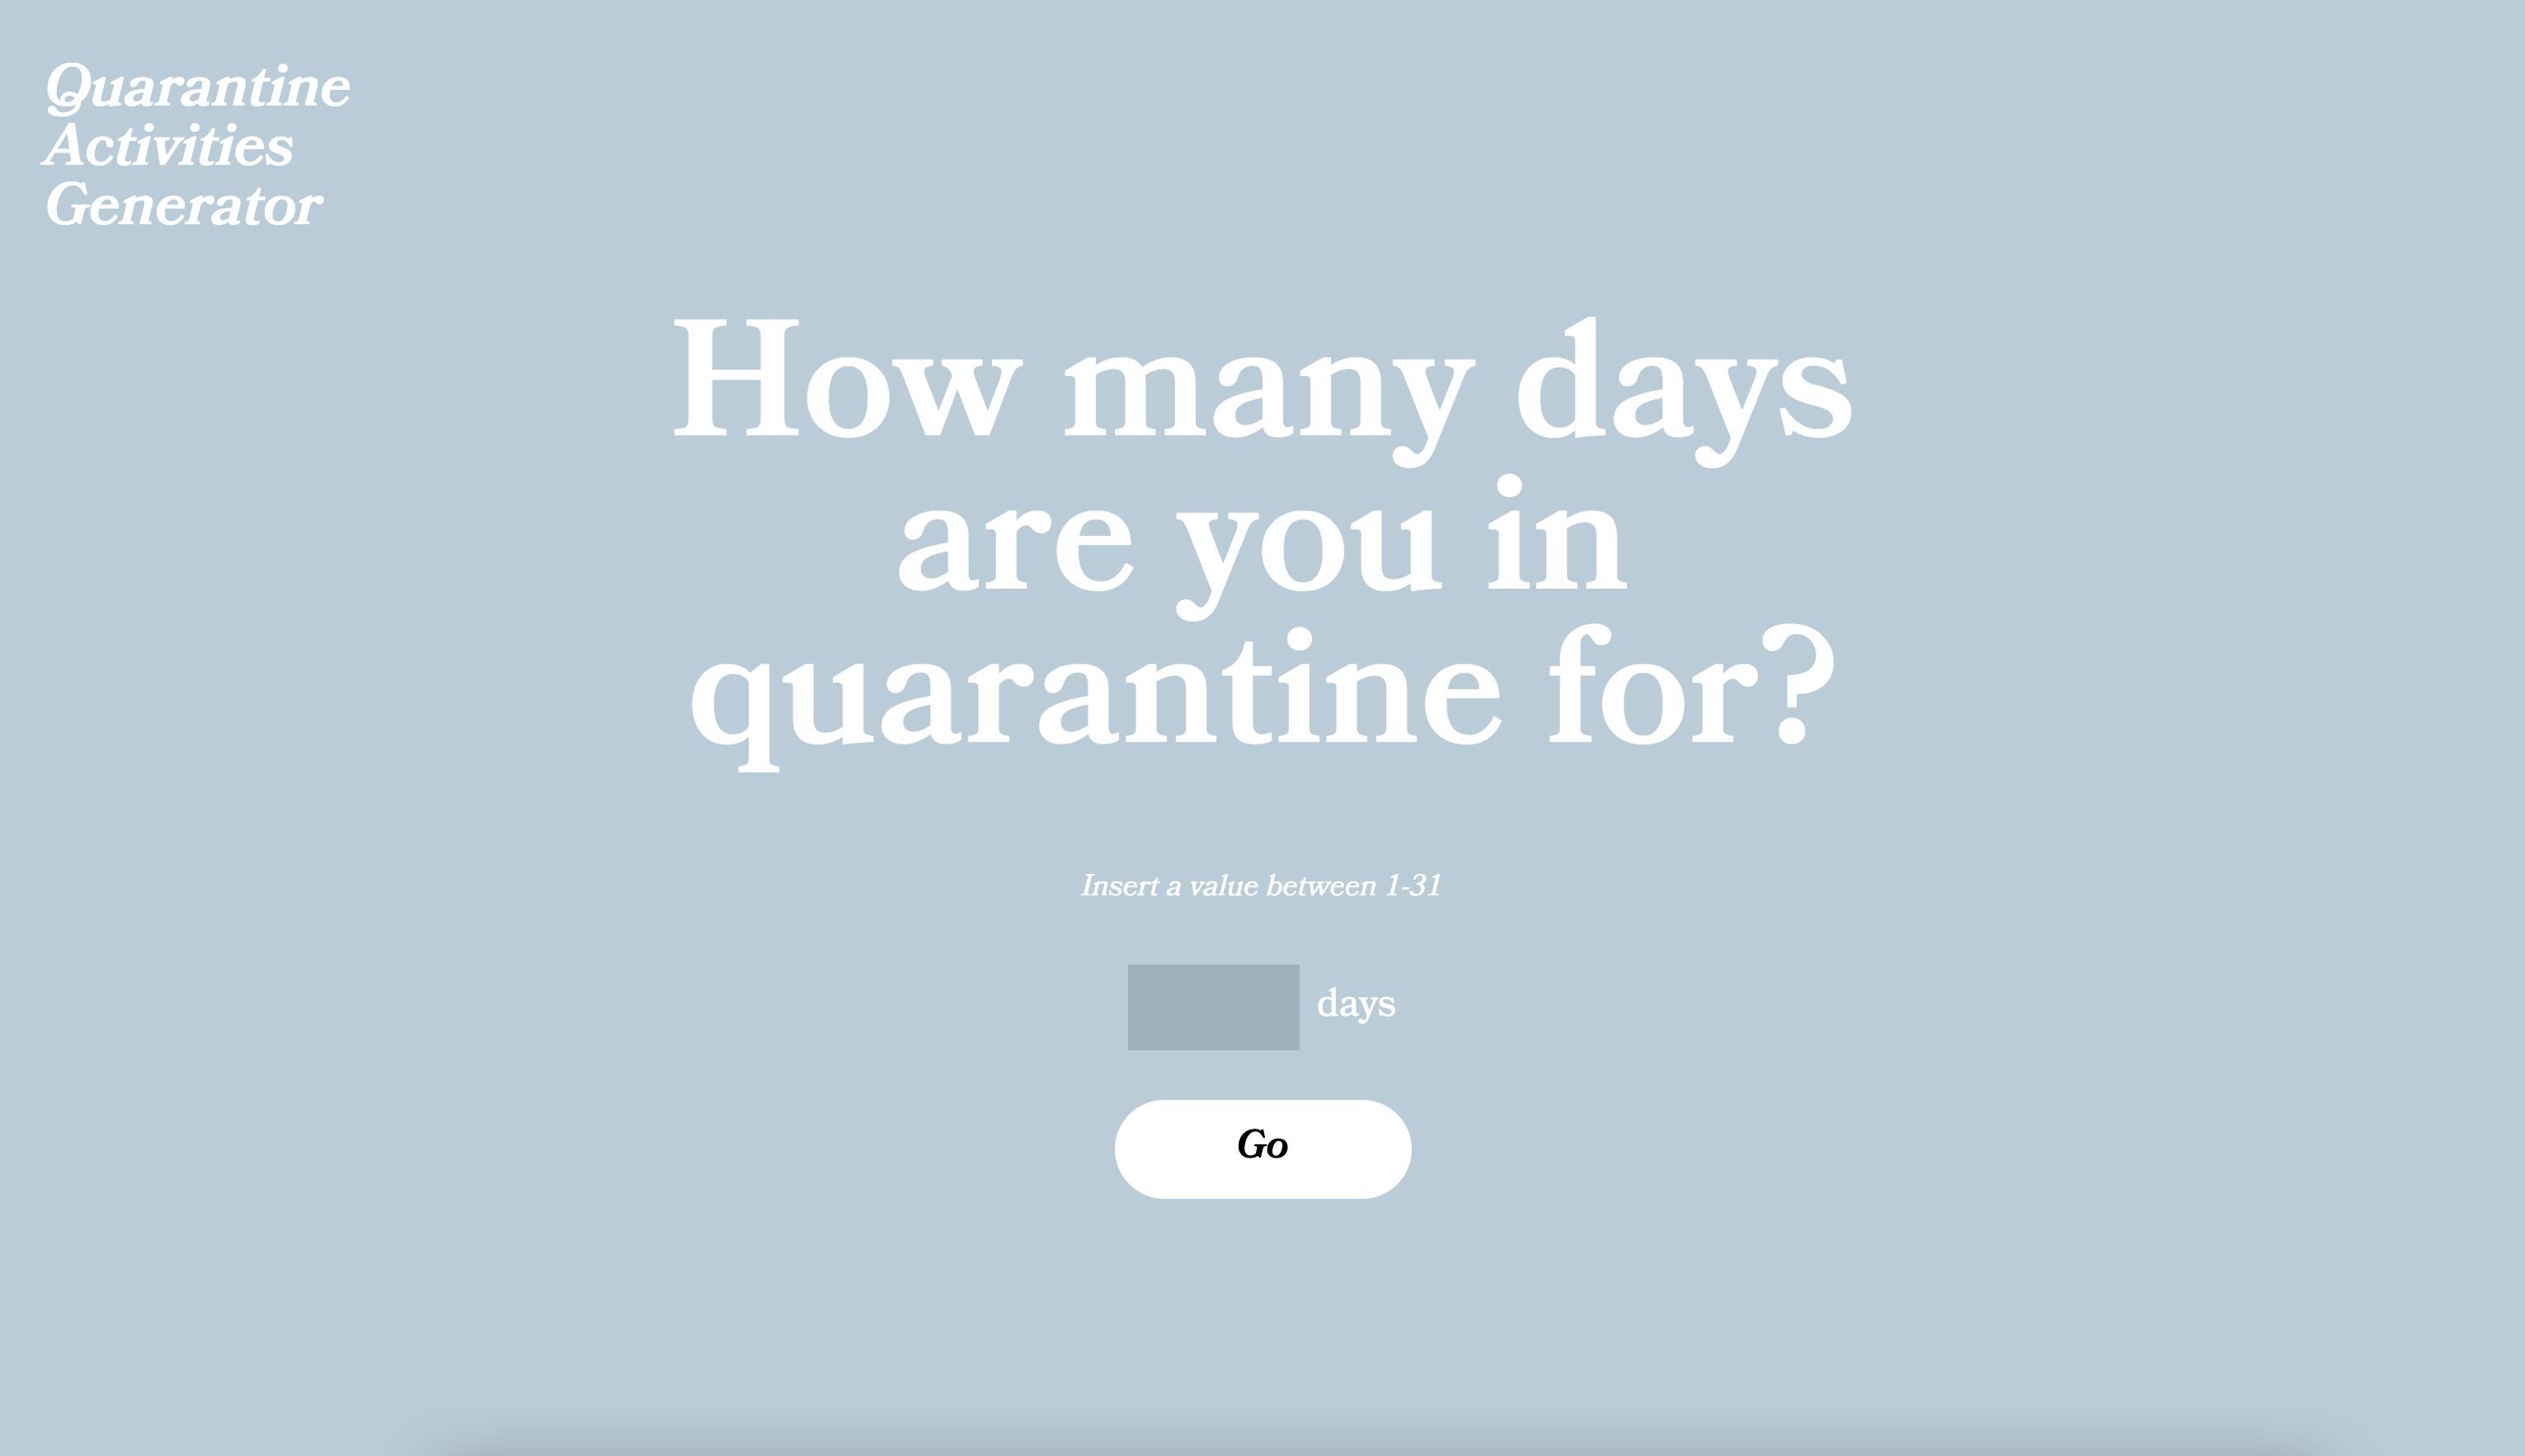 Quarantine
Activities
Generator
How many days
are you in
quarantine for?
Insert a value between 1-31
days
Go